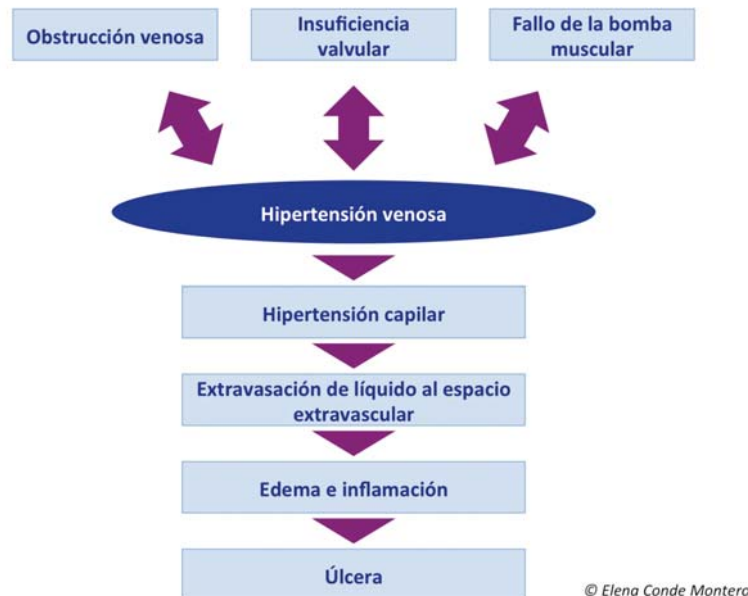 Obstrucción venosa
Insuficiencia
valvular
Fallo de la bomba
muscular
Hipertensión venosa
Hipertensión capilar
Extravasación de líquido al espacio
extravascular
Edema e inflamación
Úlcera
© Elena Conde Montero